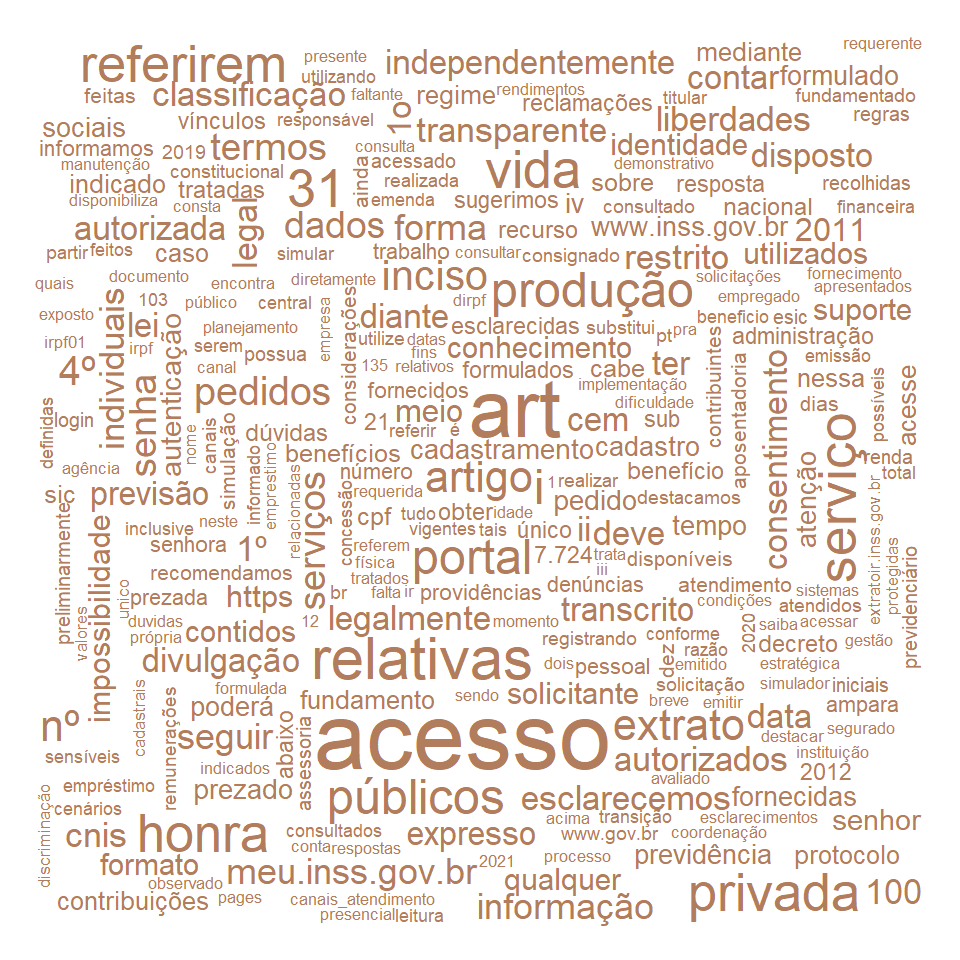 requerente
presente
mediante
referirem
independentemente
contar
formulado
utilizando
feitas
classificação
faltante
regime
rendimentos
reclamações
titular
fundamentado
vínculos
responsável
1o
transparente
liberdades
regras
sociais
informamos
2019
termos
consulta
identidade
disposto
manutenção
constitucional
acessado
vida
demonstrativo
indicado
tratadas
31
ainda
realizada
sobre
resposta
recolhidas
disponibiliza
consta
legal
emenda
sugerimos
iv
consultado
nacional
financeira
autorizada
dados
forma
recurso
www.inss.gov.br
2011
partir
feitos
caso
simular
trabalho
consultar
consignado
restrito
utilizados
quais
documento
encontra
diretamente
inciso
produção
solicitações
fornecimento
individuais
103
público
central
considerações
dirpf
empregado
apresentados
exposto
lei
planejamento
empresa
diante
esclarecidas
substitui
beneficio
esic
suporte
irpf01
irpf
autenticação
serem
possua
utilize
datas
conhecimento
pt
pra
contribuintes
administração
4º
senha
canal
135
relativos
fins
formulados
cabe
ter
aposentadoria
consentimento
emissão
pedidos
fornecidos
art
implementação
nessa
possíveis
acesse
definidas
login
nome
canais
simulação
dúvidas
21
meio
referir
é
cem
dificuldade
sub
dias
serviço
agência
informado
emprestimo
benefícios
cadastramento
cadastro
atenção
renda
sic
previsão
relacionadas
serviços
número
artigo
i
1
realizar
benefício
total
preliminarmente
impossibilidade
inclusive
neste
concessão
requerida
cpf
tudo
obter
idade
pedido
destacamos
extratoir.inss.gov.br
senhora
1º
vigentes
tais
único
ii
deve
tempo
protegidas
previdenciário
recomendamos
referem
física
portal
7.724
trata
disponíveis
iii
unico
prezada
https
tratados
br
falta
ir
providências
denúncias
atendimento
sistemas
valores
duvidas
própria
contidos
12
legalmente
momento
transcrito
condições
atendidos
registrando
conforme
2020
saiba
acessar
divulgação
relativas
dois
pessoal
dez
razão
decreto
gestão
emitido
estratégica
cadastrais
formulada
fundamento
sendo
solicitante
solicitação
simulador
iniciais
nº
remunerações
poderá
abaixo
assessoria
acesso
extrato
breve
emitir
data
ampara
seguir
destacar
segurado
sensíveis
indicados
autorizados
instituição
discriminação
empréstimo
prezado
públicos
avaliado
2012
cenários
esclarecemos
fornecidas
cnis
honra
consultados
expresso
acima
transição
esclarecimentos
senhor
conta
respostas
www.gov.br
coordenação
formato
meu.inss.gov.br
2021
processo
previdência
protocolo
observado
qualquer
contribuições
pages
canais_atendimento
informação
privada
100
presencial
leitura